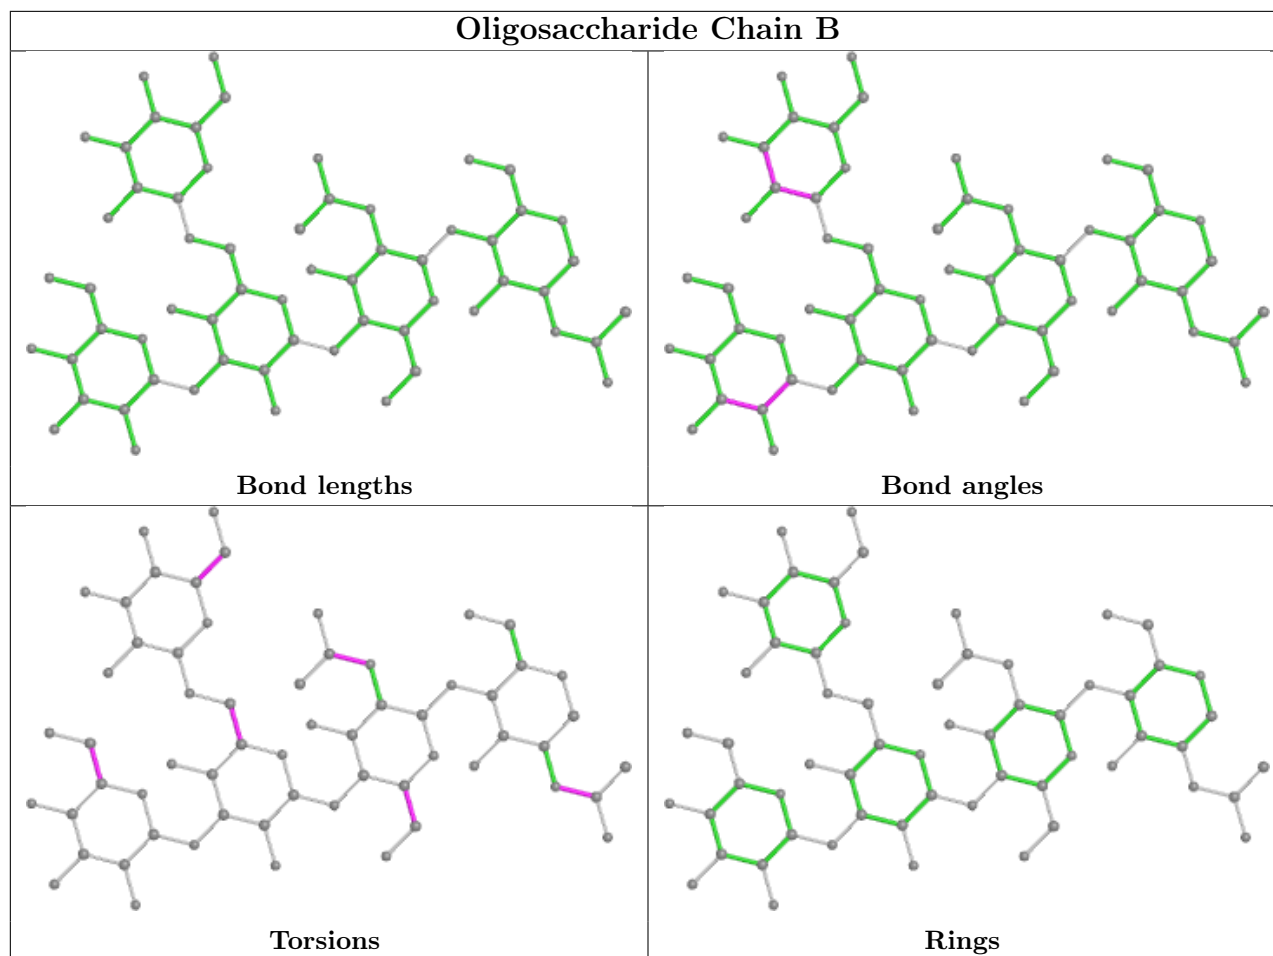 Oligosaccharide Chain B
Bond lengths
Bond angles
Torsions
Rings